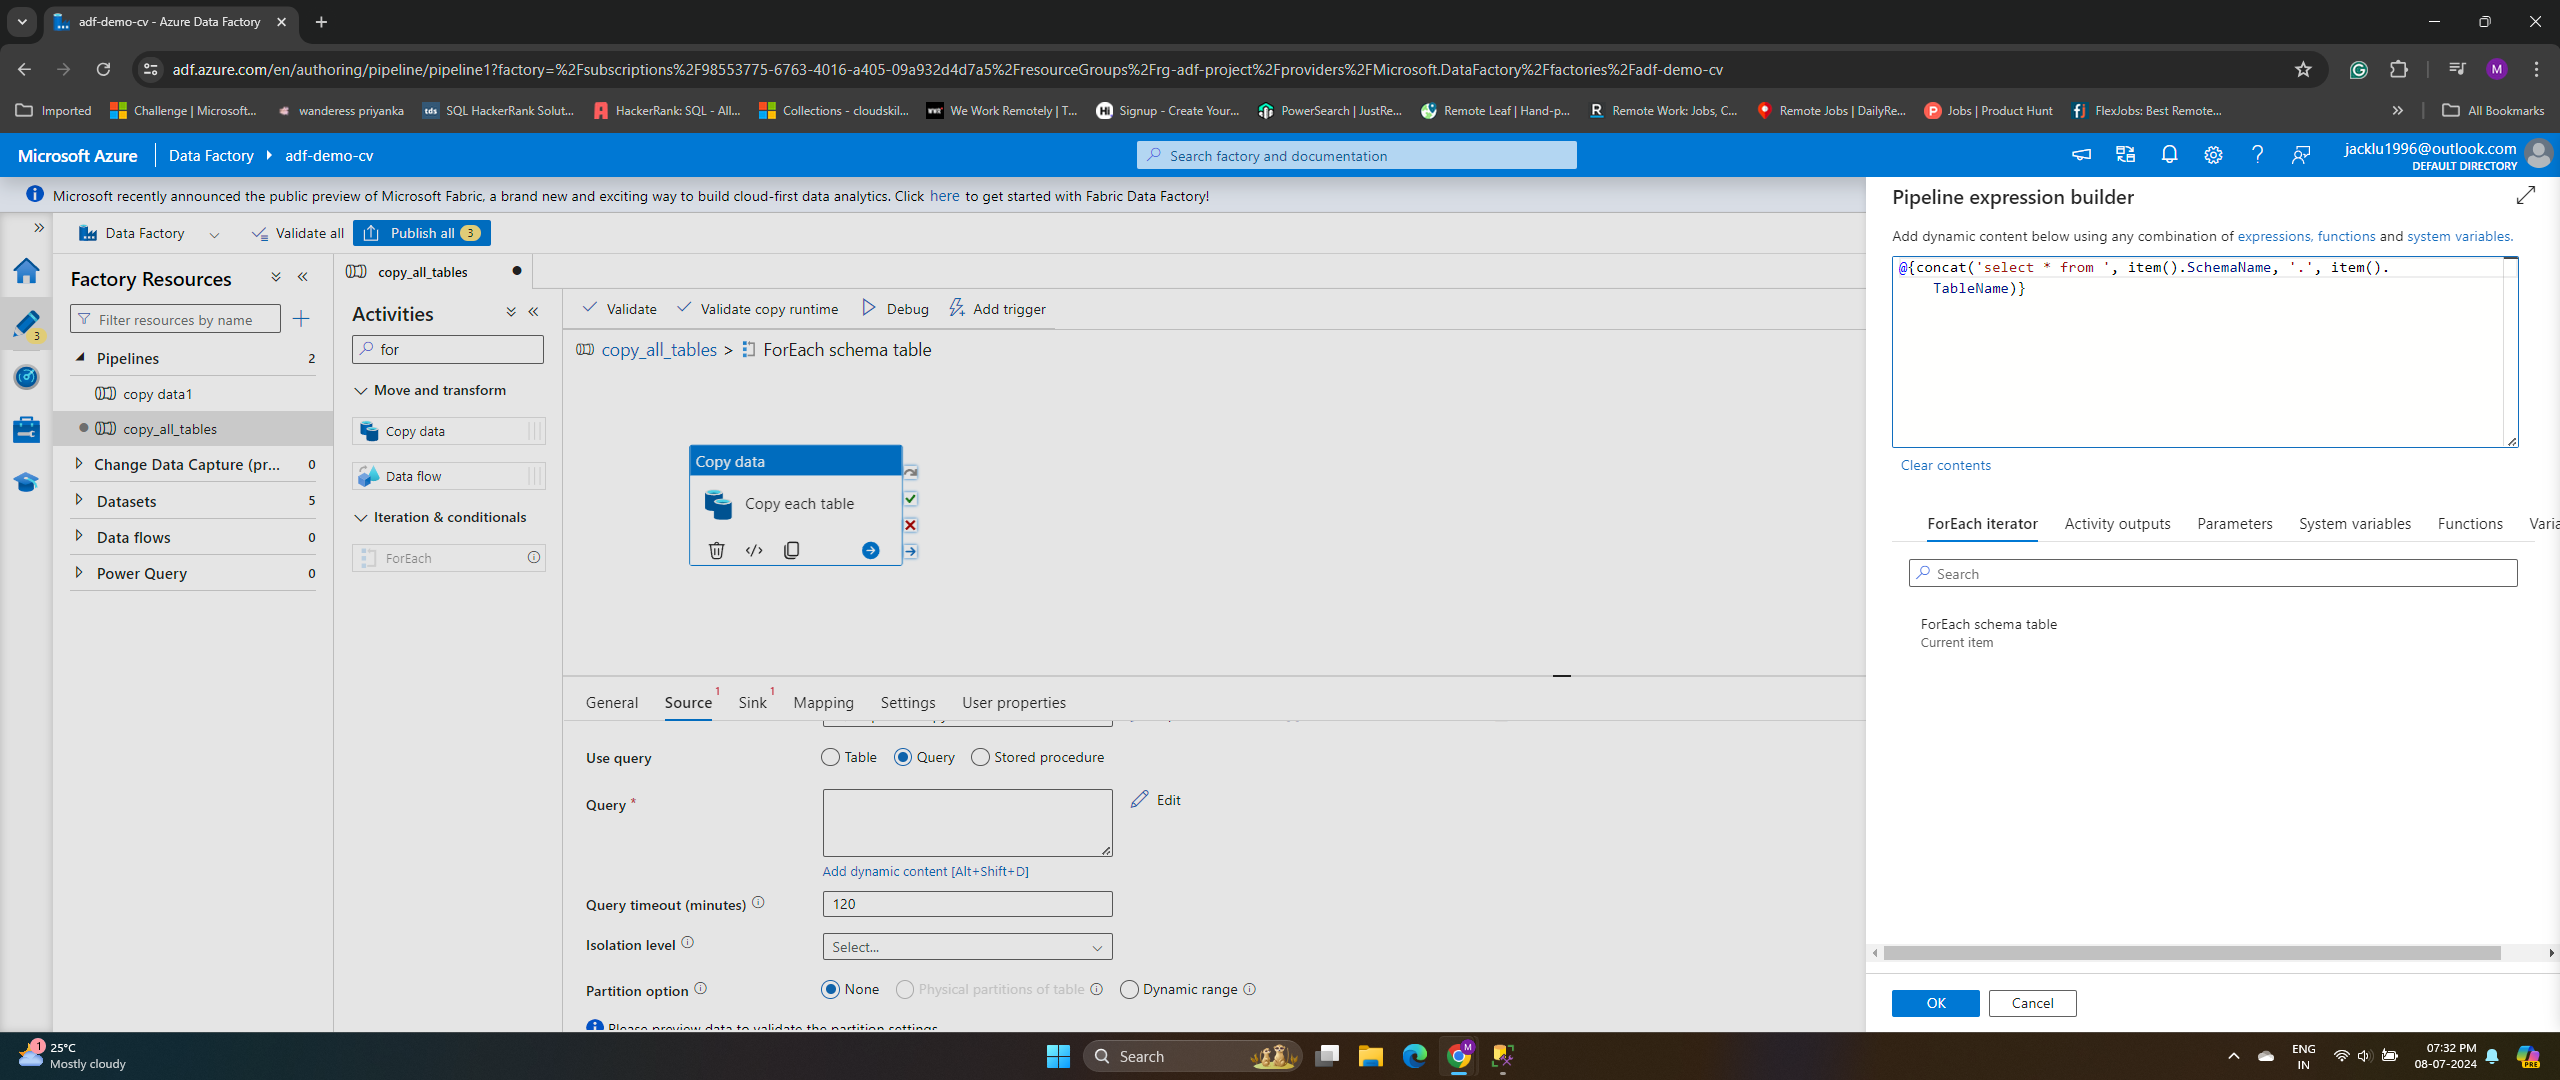 adf-demo-cv - Azure Data Factory
adf.azure.com/en/authoring/pipeline/pipeline1?factory=%2Fsubscriptions%2F98553775-6763-4016-a405-09a932d4d7a5%2FresourceGroups%2Frg-adf-project%2Fproviders%2FMicrosoft.DataFactory%2Ffactories%2Fadf-demo-cv
M
Imported
Challenge | Microsoft...
wanderess priyanka
tds SQL HackerRank Solut...
HackerRank: SQL - All...
Collections - cloudskil...
We Work Remotely | T...
Signup - Create Your...
PowerSearch | JustRe...
Remote Leaf | Hand-p...
Remote Work: Jobs, C...
Remote Jobs | DailyRe...
Jobs | Product Hunt
FlexJobs: Best Remote...
All Bookmarks
Microsoft Azure
Data Factory
adf-demo-cv
Search factory and documentation
jacklu1996@outlook.com
DEFAULT DIRECTORY
Microsoft recently announced the public preview of Microsoft Fabric, a brand new and exciting way to build cloud-first data analytics. Click here to get started with Fabric Data Factory!
Data Factory
Validate all
Publish all 3
3
Factory Resources
Filter resources by name
Pipelines 2
copy data1
copy_all_tables
Change Data Capture (pr... 0
Datasets 5
Data flows 0
Power Query 0
copy_all_tables
Activities
for
Move and transform
Copy data
Data flow
Iteration & conditionals
ForEach
Validate
Validate copy runtime
Debug
Add trigger
copy_all_tables > ForEach schema table
Copy data
Copy each table
General
Source 1
Sink 1
Mapping
Settings
User properties
Use query
Table
Query
Stored procedure
Query *
Edit
Add dynamic content [Alt+Shift+D]
Query timeout (minutes)
120
Isolation level
Select...
Partition option
None
Physical partitions of table
Dynamic range
Please preview data to validate the partition settings
Pipeline expression builder
Add dynamic content below using any combination of expressions, functions and system variables.
@{concat('select * from ', item().SchemaName, '.', item().
TableName)}
Clear contents
ForEach iterator
Activity outputs
Parameters
System variables
Functions
Varia
Search
ForEach schema table
Current item
OK
Cancel
1
25°C
Mostly cloudy
Search
M
ENG
IN
07:32 PM
08-07-2024
PRE